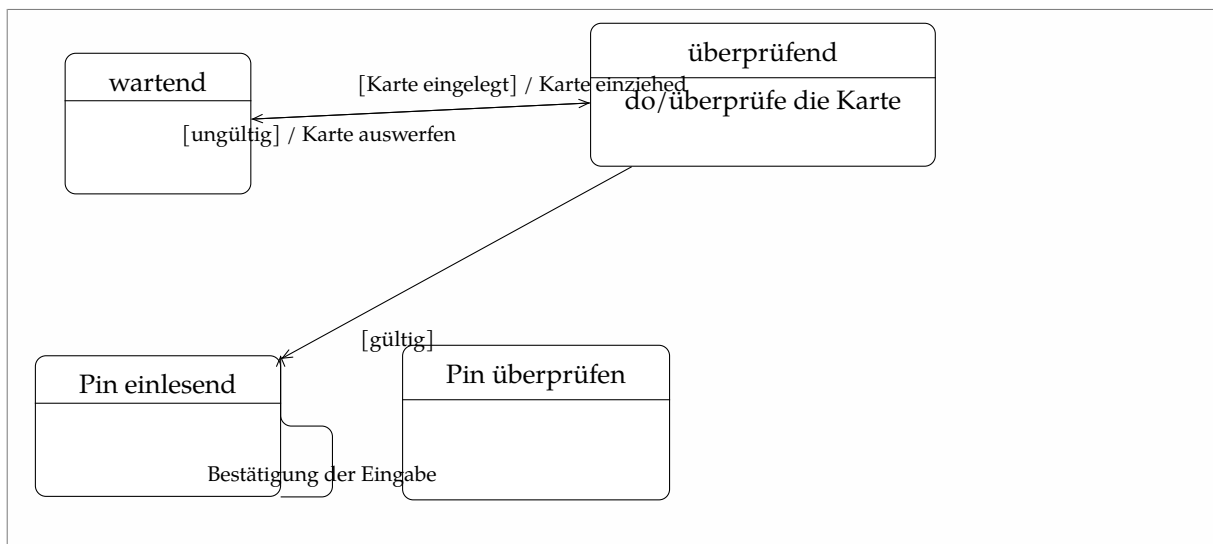 wartend
überprüfend
[Karte eingelegt] / Karte einziehed
do/überprüfe die Karte
[ungültig] / Karte auswerfen
[gültig]
Pin einlesend
Pin überprüfen
Bestätigung der Eingabe